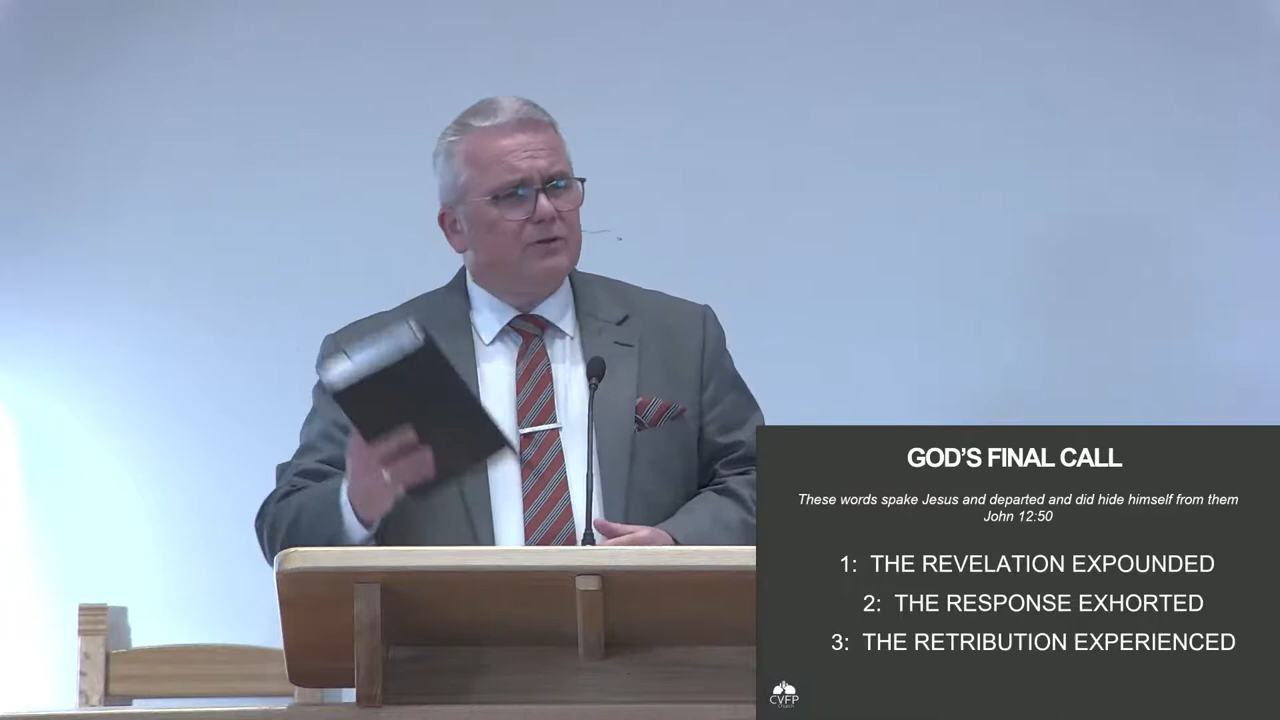 GOD'S FINAL CALL
These words spake Jesus and departed and did hide himself from them
John 12:50
1: THE REVELATION EXPOUNDED
2: THE RESPONSE EXHORTED
3: THE RETRIBUTION EXPERIENCED
CVFP
Church